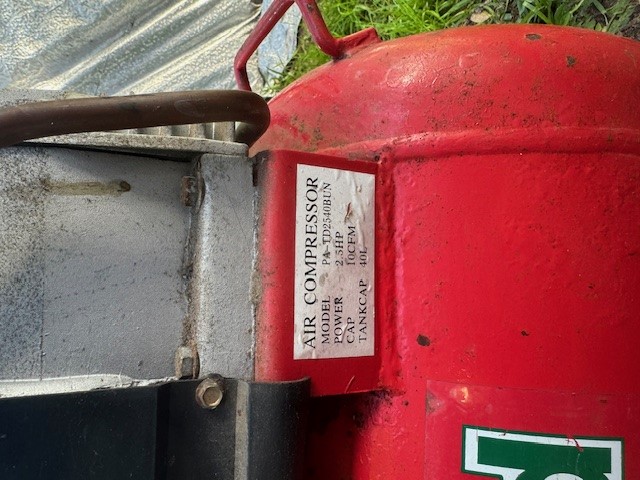 AIR COMPRESSOR
MODEL PA-TD2540BUN
POWER 2.5HP
CAP 10CFM
TANKCAP 40L